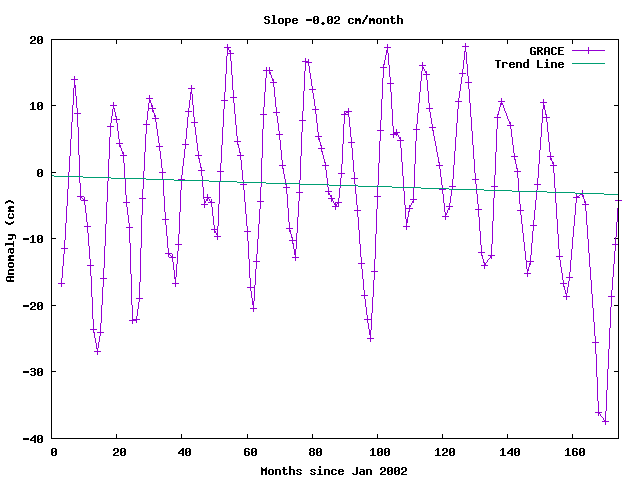 Slope -0.02 cm/month
GRACE
Trend Line
20
10
0
-10
-20
-30
-40
Anomaly (cm)
0 20 40 60 80 100 120 140 160
Months since Jan 2002